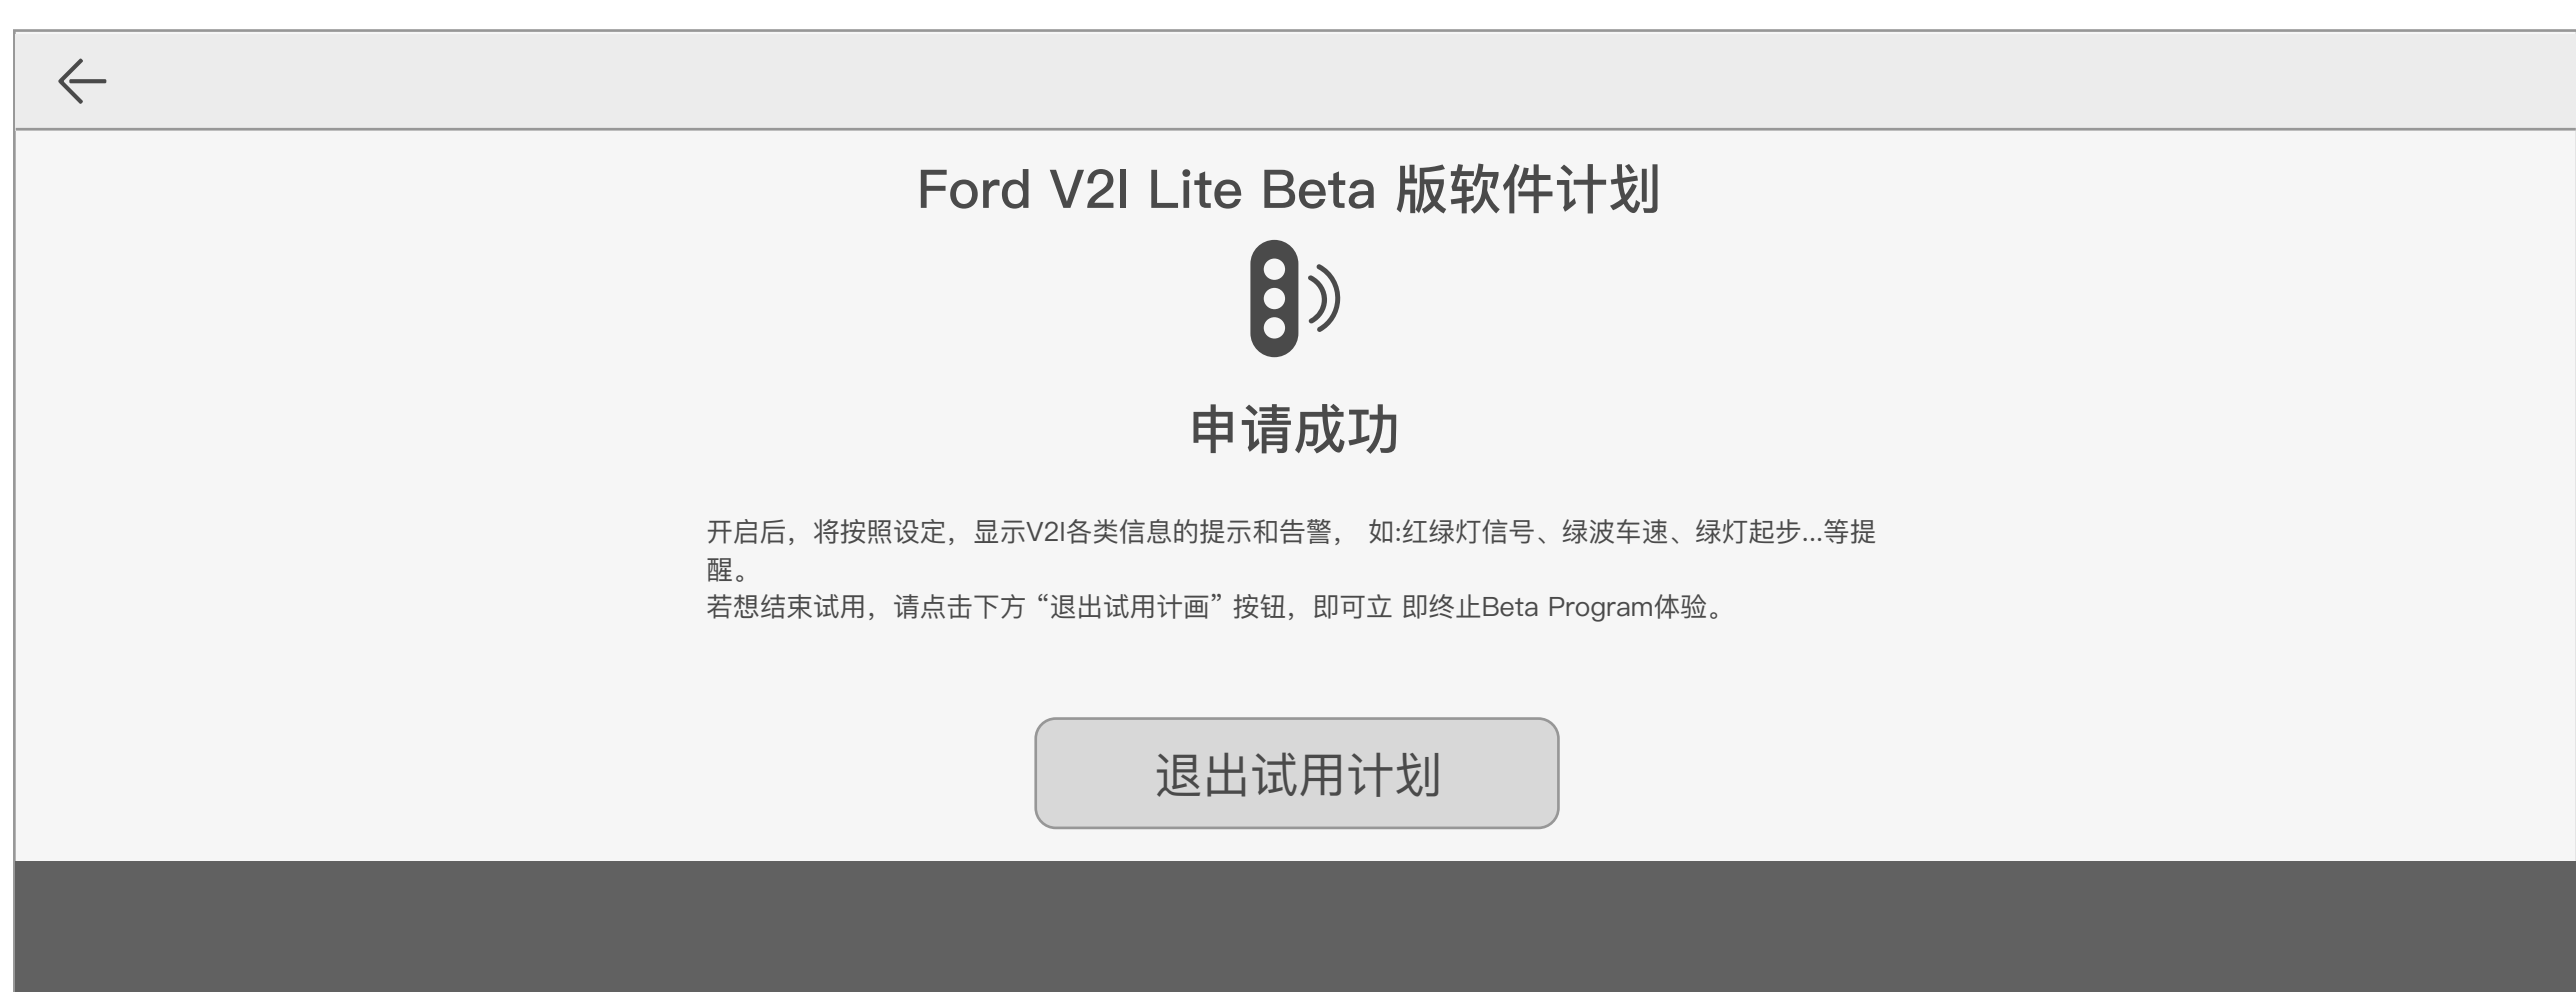 Ford V2I Lite Beta 版软件计划
申请成功
开启后，将按照设定，显示V2I各类信息的提示和告警， 如:红绿灯信号、绿波车速、绿灯起步...等提
醒。
若想结束试用，请点击下方 “退出试用计画” 按钮，即可立 即终止Beta Program体验。
退出试用计划